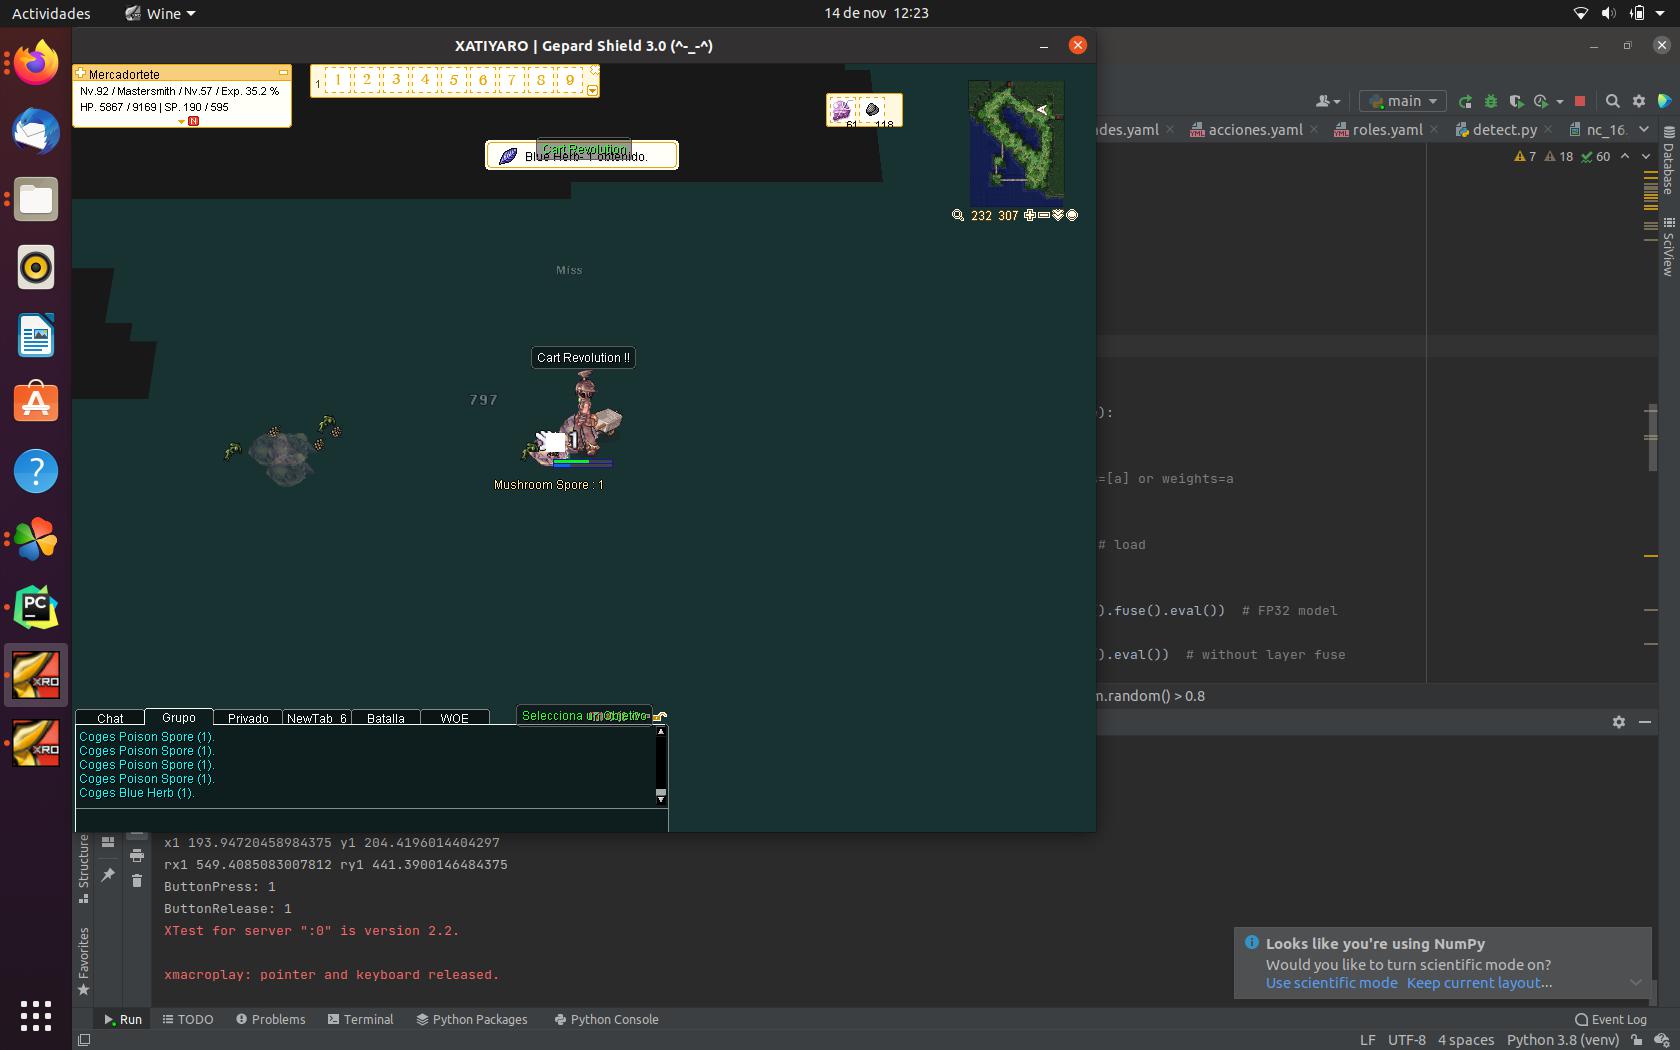 Actividades
Wine
14 de nov 12:23
XATIYARO | Gepard Shield 3.0 (^-_-^)
Mercadortete
Nv.92 / Mastersmith / Nv.57 / Exp. 35.2 %
HP. 5867 / 9169 | SP. 190 / 595
N
1 1 2 3 4 5 6 7 8 9
61 118
Cart Revolution
Blue Herb- 1 obtenido.
232 307
Miss
Cart Revolution !!
797
1
Mushroom Spore : 1
main
des.yaml
acciones.yaml
roles.yaml
detect.py
nc_16.
7 18 60
Database
SciView
):
=[a] or weights=a
# load
).fuse().eval()) # FP32 model
).eval()) # without layer fuse
m.random() > 0.8
PC
XRO
XRO
Chat
Grupo
Privado
NewTab_6
Batalla
WOE
Selecciona un objetivo
Coges Poison Spore (1).
Coges Poison Spore (1).
Coges Poison Spore (1).
Coges Poison Spore (1).
Coges Blue Herb (1).
Structure
Favorites
x1 193.94720458984375 y1 204.4196014404297
rx1 549.4085083007812 ry1 441.3900146484375
ButtonPress: 1
ButtonRelease: 1
XTest for server ":0" is version 2.2.
xmacroplay: pointer and keyboard released.
Looks like you're using NumPy
Would you like to turn scientific mode on?
Use scientific mode Keep current layout...
Run
TODO
Problems
Terminal
Python Packages
Python Console
Event Log
LF UTF-8 4 spaces Python 3.8 (venv)